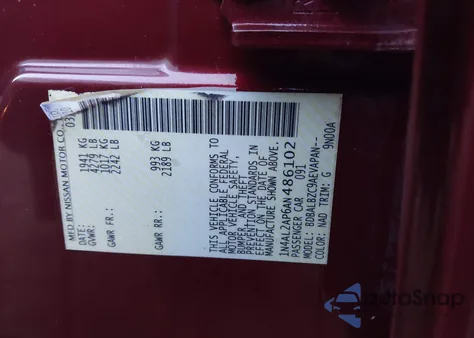 MFD BY NISSAN MOTOR CO.
03
GVWR: 1941 KG
4279 LB
GAWR FR: 1017 KG
2242 LB
GAWR RR: 993 KG
2189 LB
THIS VEHICLE CONFORMS TO
ALL APPLICABLE FEDERAL
MOTOR VEHICLE SAFETY,
BUMPER, AND THEFT
PREVENTION STANDARDS IN
EFFECT ON THE DATE OF
MANUFACTURE SHOWN ABOVE.
1N4AL2AP6AN486102
PASSENGER CAR 091
MODEL: BDBALBZC9AEVAPAN--
COLOR: NAD TRIM: G 9N00A
AutoSnap